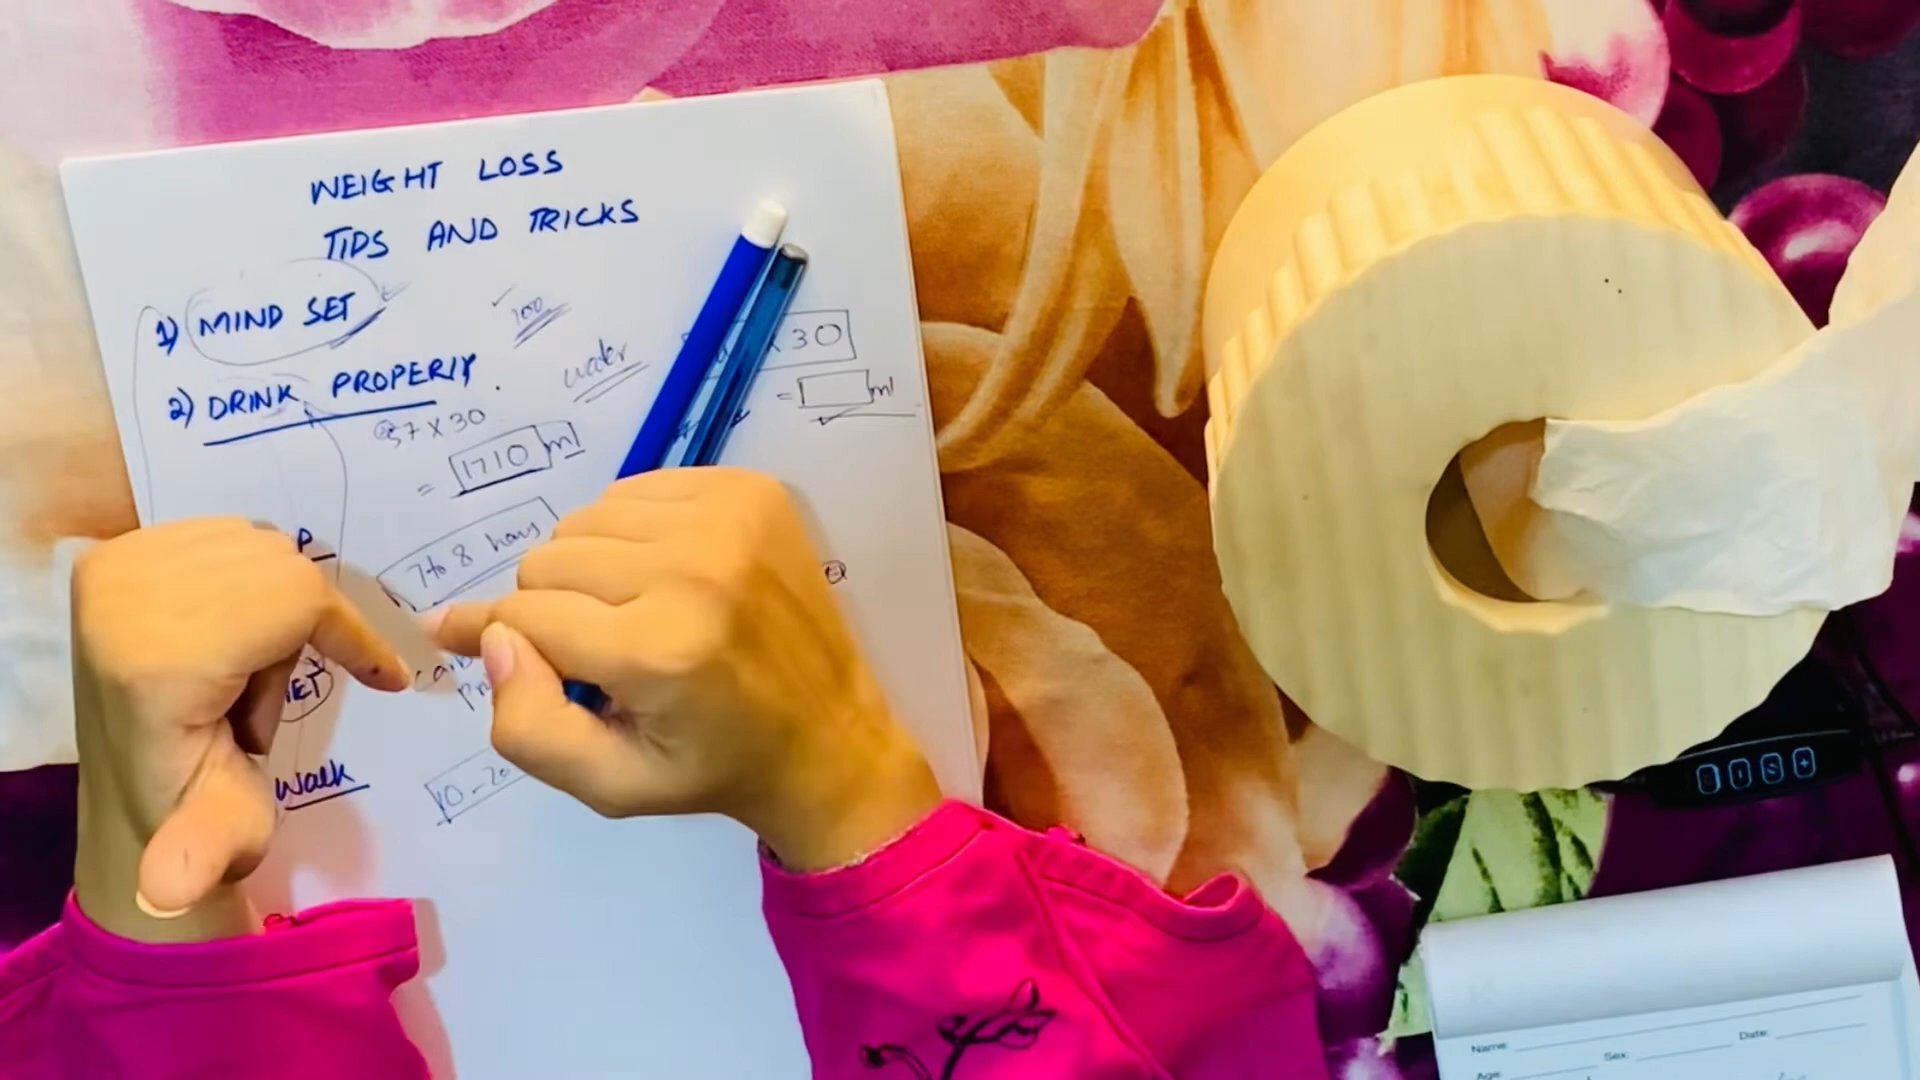 WEIGHT LOSS
TIPS AND TRICKS
1) MIND SET
100
2) DRINK PROPERLY.
water
x 30
= ml
57 x 30
= 1710 ml
P
7 to 8 hours
ET
Walk
10-20
Name:
Date:
Sex:
Age: